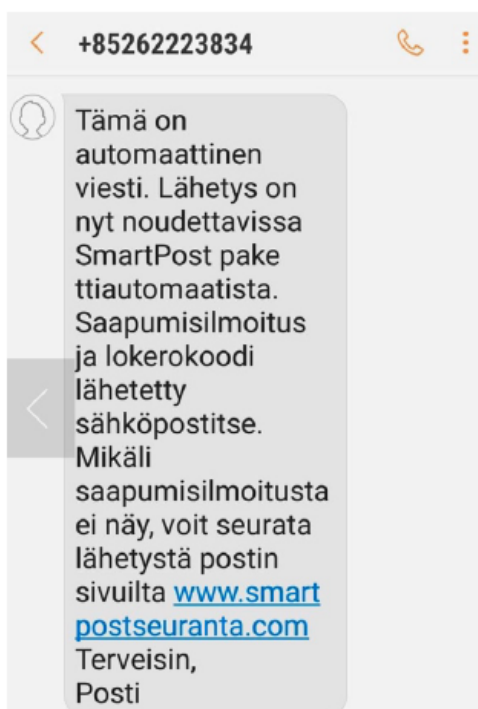 +85262223834
Tämä on
automaattinen
viesti. Lähetys on
nyt noudettavissa
SmartPost pake
ttiautomaatista.
Saapumisilmoitus
ja lokerokoodi
lähetetty
sähköpostitse.
Mikäli
saapumisilmoitusta
ei näy, voit seurata
lähetystä postin
sivuilta www.smart
postseuranta.com
Terveisin,
Posti